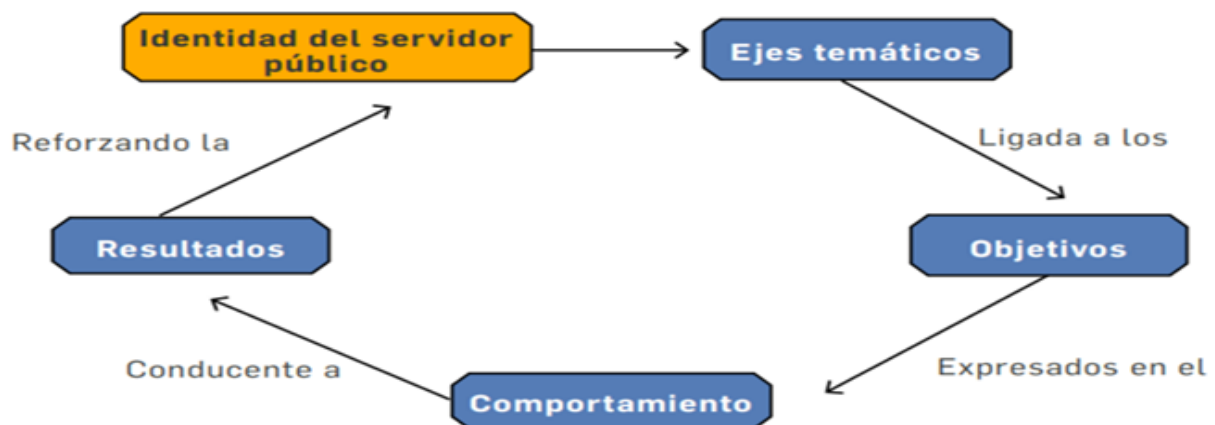 Identidad del servidor
público
Ejes temáticos
Ligada a los
Objetivos
Expresados en el
Comportamiento
Conducente a
Resultados
Reforzando la